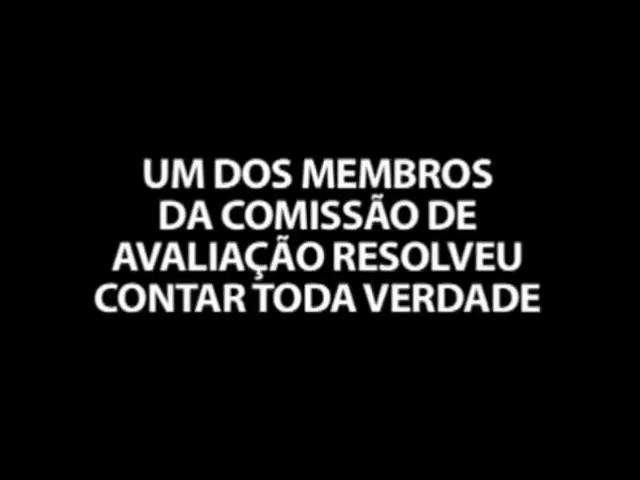 UM DOS MEMBROS
DA COMISSÃO DE
AVALIAÇÃO RESOLVEU
CONTAR TODA VERDADE